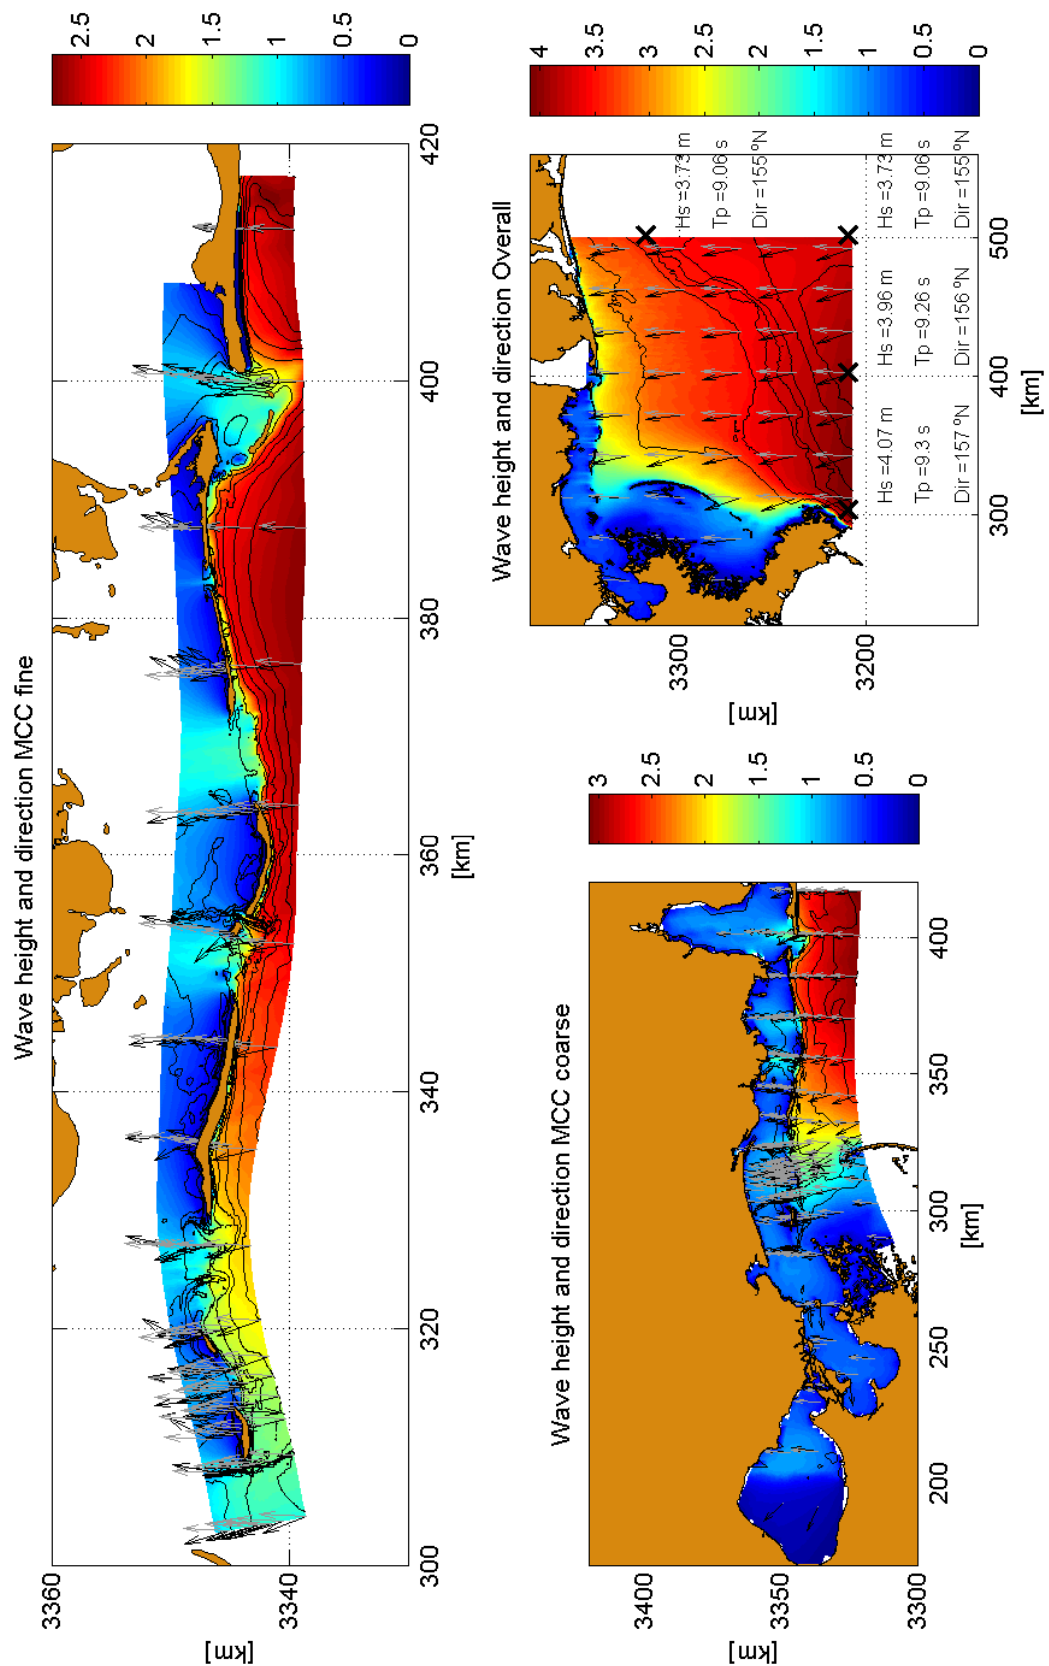 Wave height and direction MCC fine
3360
3340
[km]
300
320
340
360
380
400
420
[km]
2.5
2
1.5
1
0.5
0
Wave height and direction MCC coarse
3400
3350
3300
[km]
200
250
300
350
400
[km]
3
2.5
2
1.5
1
0.5
0
Wave height and direction Overall
3300
3200
[km]
300
400
500
[km]
Hs =3.73 m
Tp =9.06 s
Dir =155°N
Hs =4.07 m
Tp =9.3 s
Dir =157°N
Hs =3.96 m
Tp =9.26 s
Dir =156°N
Hs =3.73 m
Tp =9.06 s
Dir =155°N
4
3.5
3
2.5
2
1.5
1
0.5
0